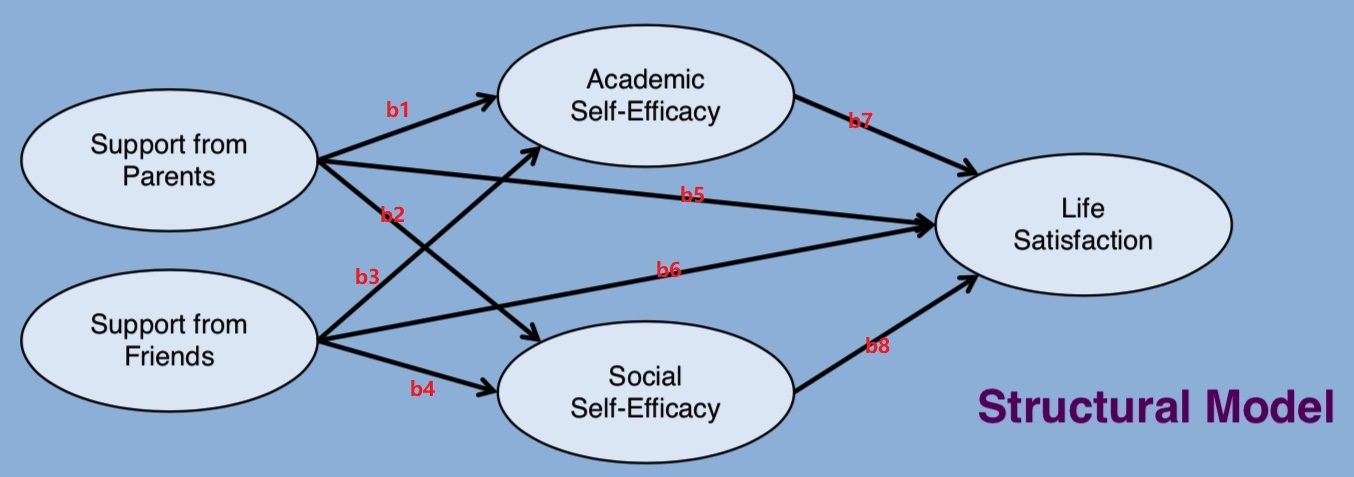 Academic
Self-Efficacy
b1
b7
Support from
Parents
b5
Life
Satisfaction
b2
b3
b6
Support from
Friends
b8
b4
Social
Self-Efficacy
Structural Model